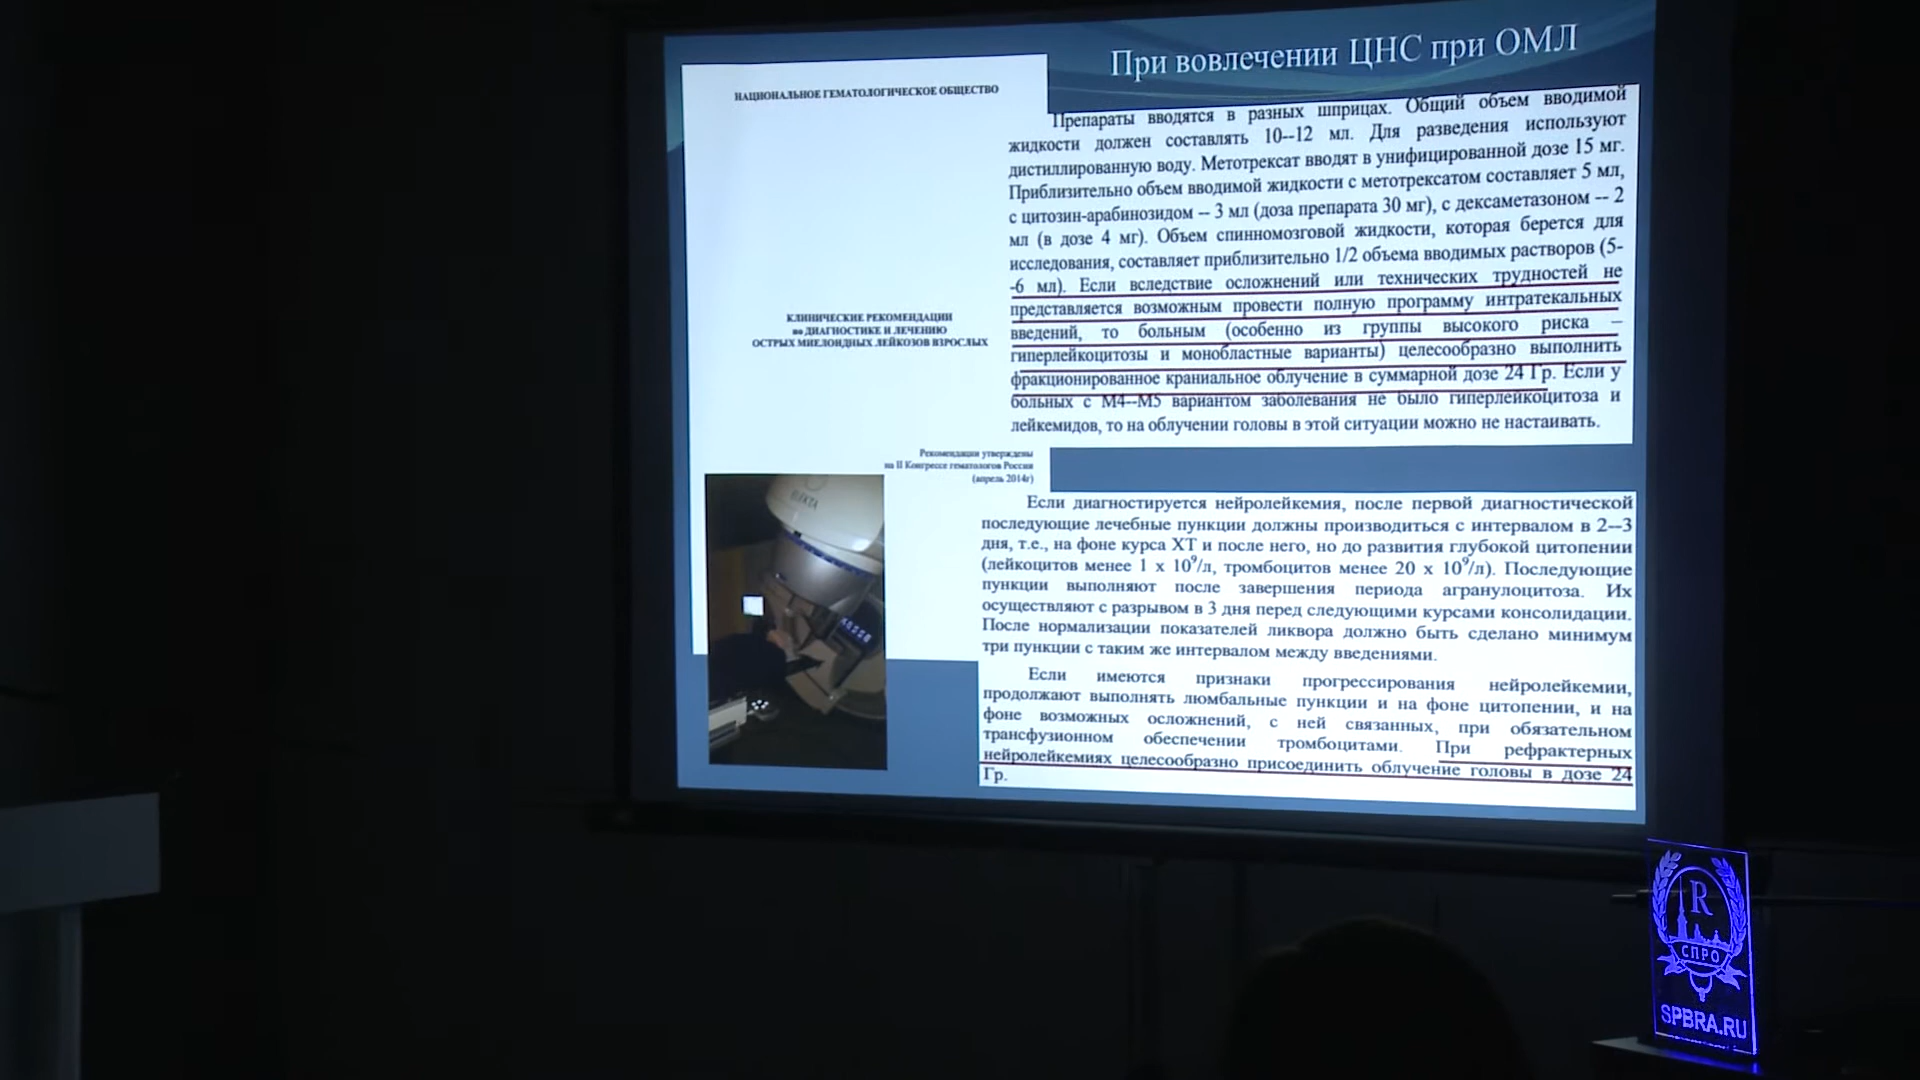 При вовлечении ЦНС при ОМЛ
НАЦИОНАЛЬНОЕ ГЕМАТОЛОГИЧЕСКОЕ ОБЩЕСТВО
КЛИНИЧЕСКИЕ РЕКОМЕНДАЦИИ
по ДИАГНОСТИКЕ И ЛЕЧЕНИЮ
ОСТРЫХ МИЕЛОИДНЫХ ЛЕЙКОЗОВ ВЗРОСЛЫХ
Рекомендации утверждены
на II Конгрессе гематологов России
(апрель 2014г)
ELEKTA
Препараты вводятся в разных шприцах. Общий объем вводимой
жидкости должен составлять 10--12 мл. Для разведения используют
дистиллированную воду. Метотрексат вводят в унифицированной дозе 15 мг.
Приблизительно объем вводимой жидкости с метотрексатом составляет 5 мл,
с цитозин-арабинозидом -- 3 мл (доза препарата 30 мг), с дексаметазоном -- 2
мл (в дозе 4 мг). Объем спинномозговой жидкости, которая берется для
исследования, составляет приблизительно 1/2 объема вводимых растворов (5-
-6 мл). Если вследствие осложнений или технических трудностей не
представляется возможным провести полную программу интратекальных
введений, то больным (особенно из группы высокого риска –
гиперлейкоцитозы и монобластные варианты) целесообразно выполнить
фракционированное краниальное облучение в суммарной дозе 24 Гр. Если у
больных с М4--М5 вариантом заболевания не было гиперлейкоцитоза и
лейкемидов, то на облучении головы в этой ситуации можно не настаивать.
Если диагностируется нейролейкемия, после первой диагностической
последующие лечебные пункции должны производиться с интервалом в 2--3
дня, т.е., на фоне курса ХТ и после него, но до развития глубокой цитопении
(лейкоцитов менее 1 х 10⁹/л, тромбоцитов менее 20 х 10⁹/л). Последующие
пункции выполняют после завершения периода агранулоцитоза. Их
осуществляют с разрывом в 3 дня перед следующими курсами консолидации.
После нормализации показателей ликвора должно быть сделано минимум
три пункции с таким же интервалом между введениями.
Если имеются признаки прогрессирования нейролейкемии,
продолжают выполнять люмбальные пункции и на фоне цитопении, и на
фоне возможных осложнений, с ней связанных, при обязательном
трансфузионном обеспечении тромбоцитами. При рефрактерных
нейролейкемиях целесообразно присоединить облучение головы в дозе 24
Гр.
R
СПРО
SPBRA.RU